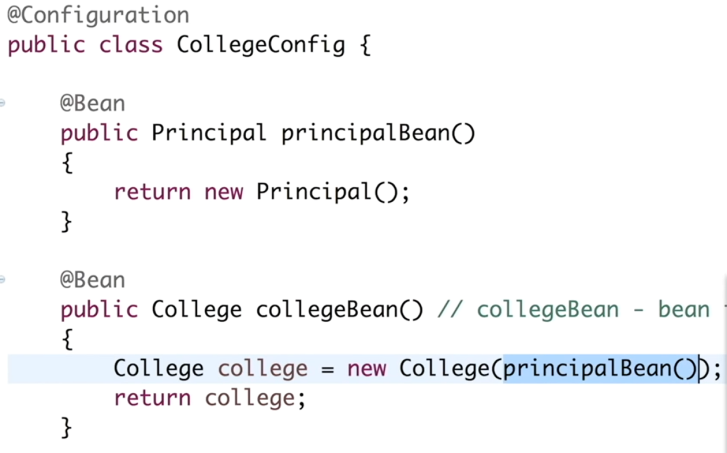 @Configuration
public class CollegeConfig {
@Bean
public Principal principalBean()
{
return new Principal();
}
@Bean
public College collegeBean() // collegeBean - bean
{
College college = new College(principalBean());
return college;
}